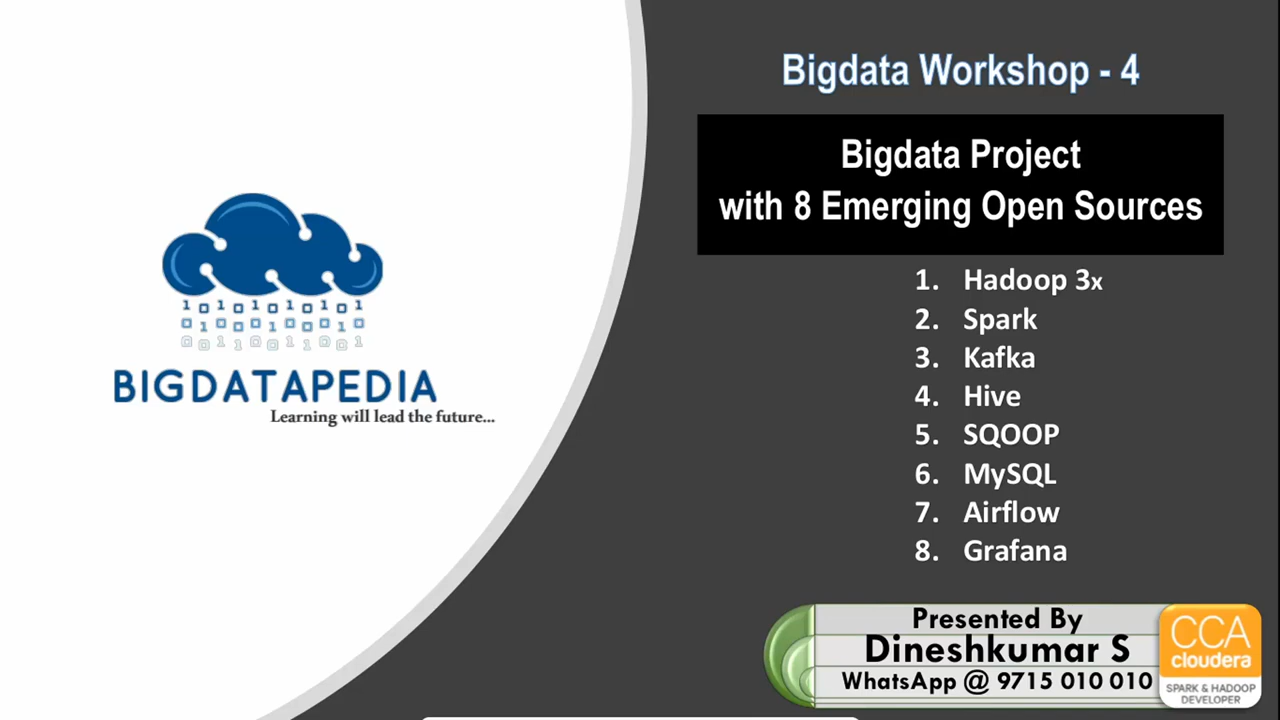 BIGDATAPEDIA
Learning will lead the future...
Bigdata Workshop - 4
Bigdata Project
with 8 Emerging Open Sources
1. Hadoop 3x
2. Spark
3. Kafka
4. Hive
5. SQOOP
6. MySQL
7. Airflow
8. Grafana
Presented By
Dineshkumar S
WhatsApp @ 9715 010 010
CCA
cloudera
SPARK & HADOOP
DEVELOPER